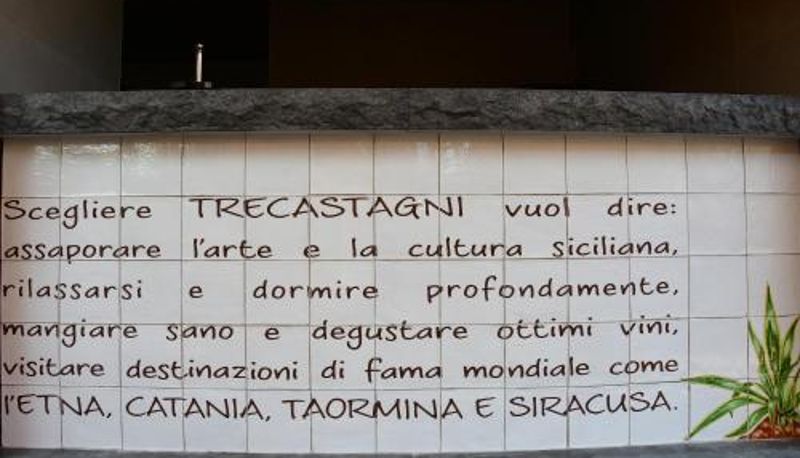 Scegliere TRECASTAGNI vuol dire:
assaporare l'arte e la cultura siciliana,
rilassarsi e dormire profondamente,
mangiare sano e degustare ottimi vini,
visitare destinazioni di fama mondiale come
l'ETNA, CATANIA, TAORMINA E SIRACUSA.